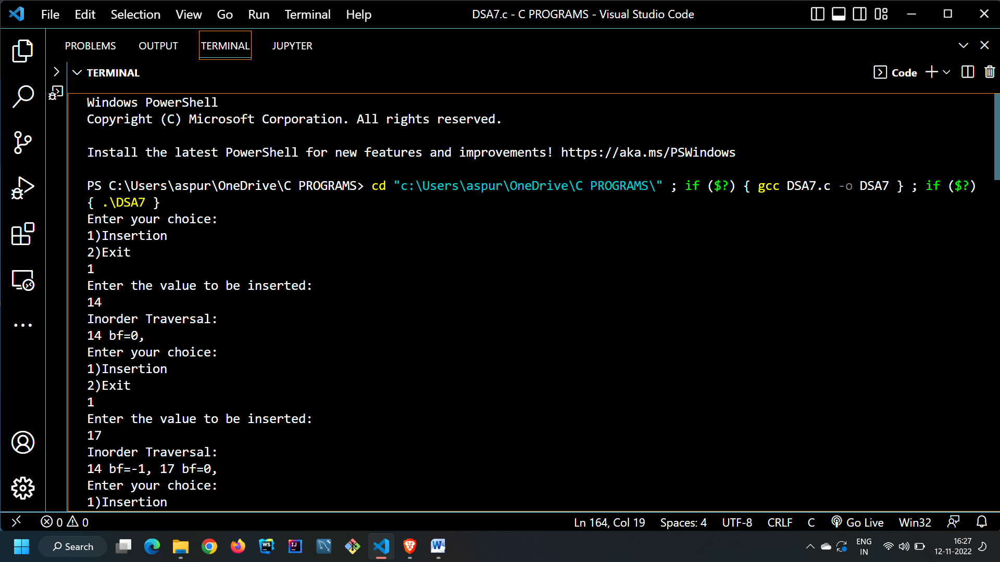 File Edit Selection View Go Run Terminal Help DSA7.c - C PROGRAMS - Visual Studio Code
PROBLEMS OUTPUT TERMINAL JUPYTER
TERMINAL Code
Windows PowerShell
Copyright (C) Microsoft Corporation. All rights reserved.
Install the latest PowerShell for new features and improvements! https://aka.ms/PSWindows
PS C:\Users\aspur\OneDrive\C PROGRAMS> cd "c:\Users\aspur\OneDrive\C PROGRAMS\" ; if ($?) { gcc DSA7.c -o DSA7 } ; if ($?)
{ .\DSA7 }
Enter your choice:
1)Insertion
2)Exit
1
Enter the value to be inserted:
14
Inorder Traversal:
14 bf=0,
Enter your choice:
1)Insertion
2)Exit
1
Enter the value to be inserted:
17
Inorder Traversal:
14 bf=-1, 17 bf=0,
Enter your choice:
1)Insertion
0 0 Ln 164, Col 19 Spaces: 4 UTF-8 CRLF C Go Live Win32
Search WS IJ W ENG 16:27
IN 12-11-2022